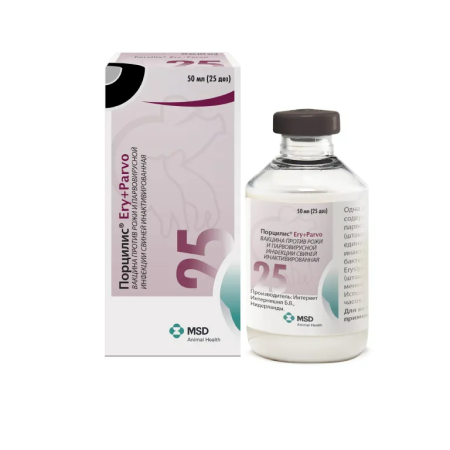 50 мл (25 доз)
25
Порцилис® Ery+Parvo
ВАКЦИНА ПРОТИВ РОЖИ И ПАРВОВИРУСНОЙ
ИНФЕКЦИИ СВИНЕЙ ИНАКТИВИРОВАННАЯ
MSD
Animal Health
50 мл (25 доз)
Порцилис® Ery+Parvo
ВАКЦИНА ПРОТИВ РОЖИ
И ПАРВОВИРУСНОЙ
ИНФЕКЦИИ СВИНЕЙ
ИНАКТИВИРОВАННАЯ
25
Производитель: Интервет
Интернешнл Б.В.,
Нидерланды.
MSD
Animal Health